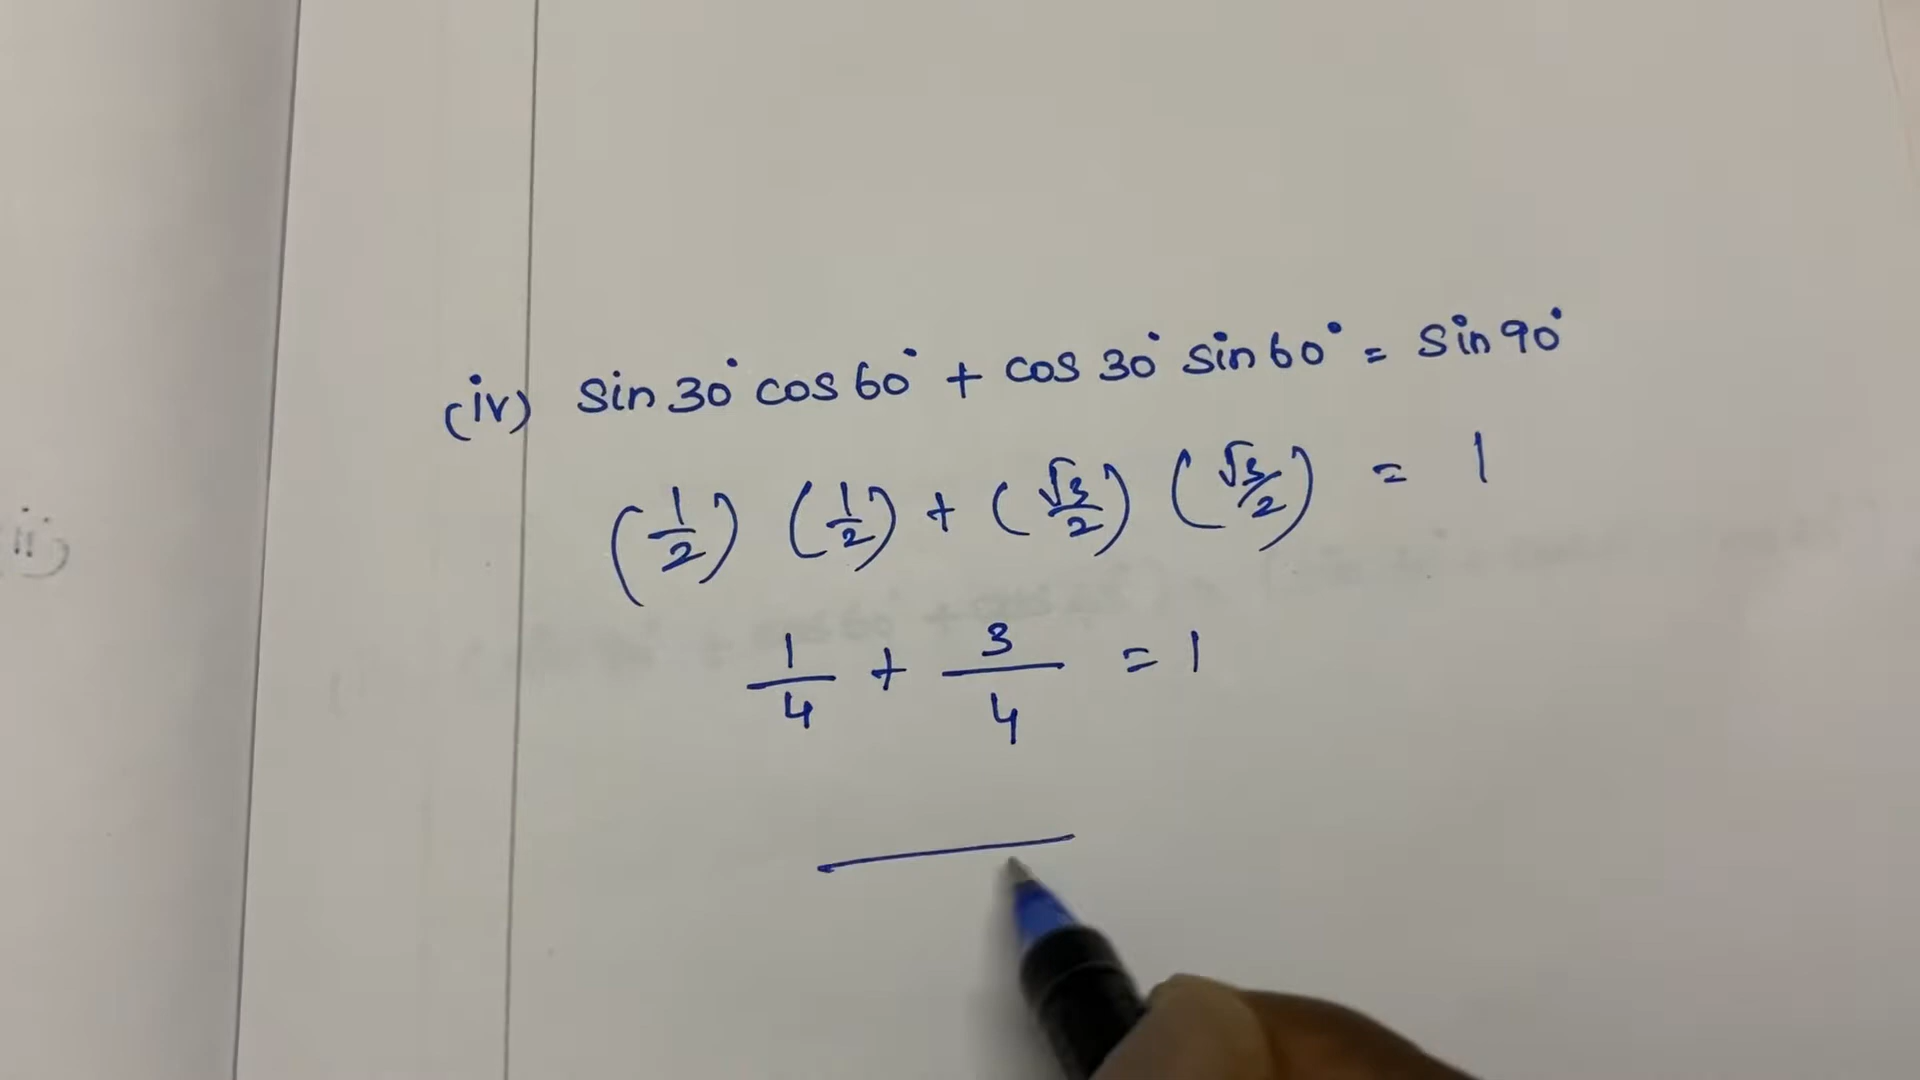 (iv) sin 30° cos 60° + cos 30° sin 60° = sin 90°
(1/2) (1/2) + (√3/2) (√3/2) = 1
1/4 + 3/4 = 1
ii)